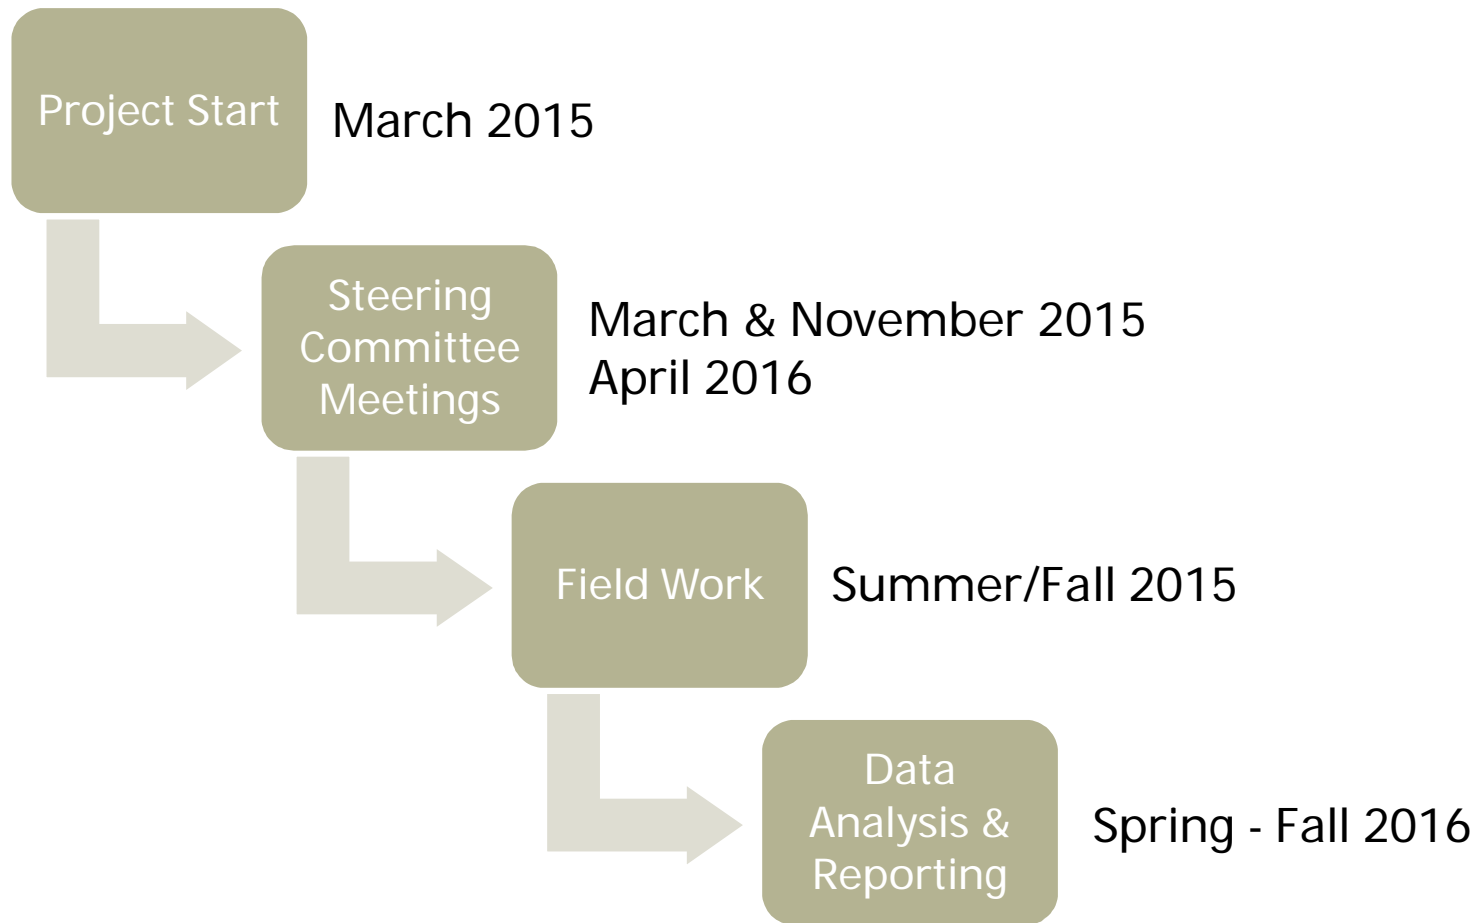 Project Start
March 2015
Steering
Committee
Meetings
March & November 2015
April 2016
Field Work
Summer/Fall 2015
Data
Analysis &
Reporting
Spring - Fall 2016